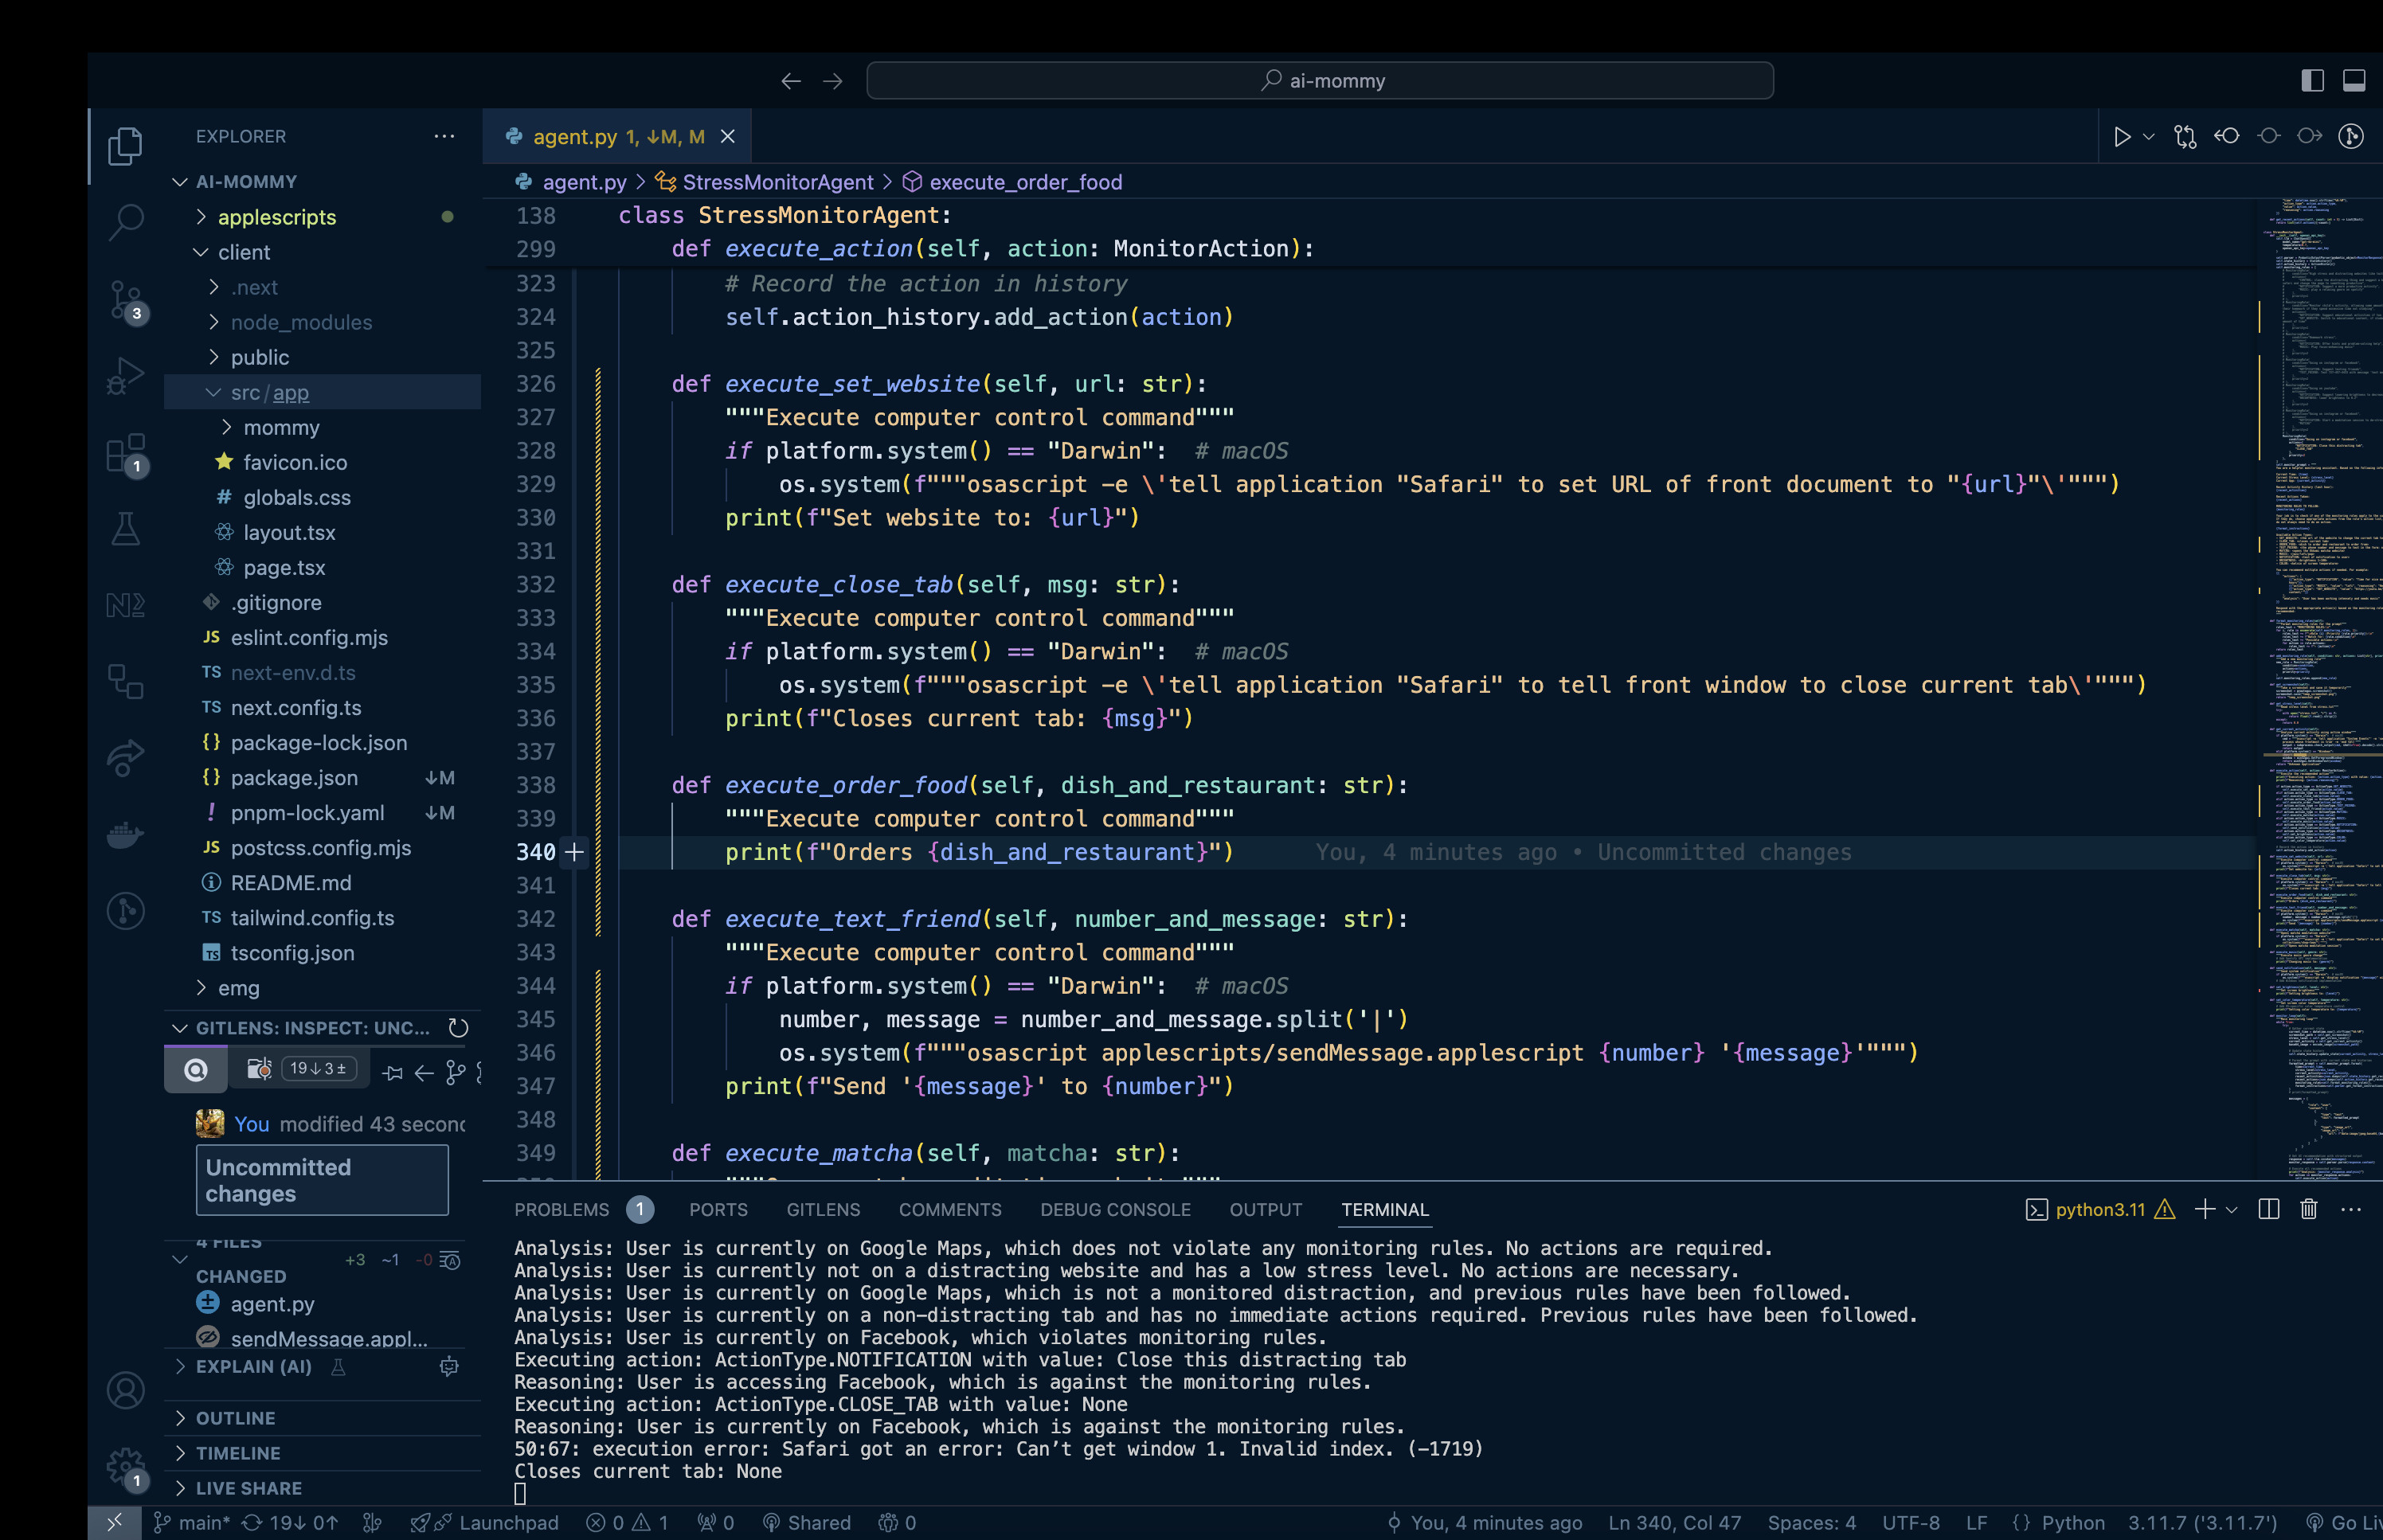 ai-mommy
EXPLORER
agent.py 1, ↓M, M
AI-MOMMY
agent.py > StressMonitorAgent > execute_order_food
applescripts
client
.next
node_modules
public
src/app
mommy
favicon.ico
# globals.css
layout.tsx
page.tsx
.gitignore
JS eslint.config.mjs
TS next-env.d.ts
TS next.config.ts
{} package-lock.json
{} package.json ↓M
! pnpm-lock.yaml ↓M
JS postcss.config.mjs
README.md
TS tailwind.config.ts
TS tsconfig.json
emg
3
1
GITLENS: INSPECT: UNC...
19↓ 3±
You modified 43 second
Uncommitted
changes
4 FILES
CHANGED
+3 ~1 -0
agent.py
sendMessage.appl...
EXPLAIN (AI)
OUTLINE
TIMELINE
LIVE SHARE
1
138 class StressMonitorAgent:
299 def execute_action(self, action: MonitorAction):
323 # Record the action in history
324 self.action_history.add_action(action)
325
326 def execute_set_website(self, url: str):
327 """Execute computer control command"""
328 if platform.system() == "Darwin":  # macOS
329 os.system(f"""osascript -e \'tell application "Safari" to set URL of front document to "{url}"\'""")
330 print(f"Set website to: {url}")
331
332 def execute_close_tab(self, msg: str):
333 """Execute computer control command"""
334 if platform.system() == "Darwin":  # macOS
335 os.system(f"""osascript -e \'tell application "Safari" to tell front window to close current tab\'""")
336 print(f"Closes current tab: {msg}")
337
338 def execute_order_food(self, dish_and_restaurant: str):
339 """Execute computer control command"""
340 print(f"Orders {dish_and_restaurant}") You, 4 minutes ago • Uncommitted changes
341
342 def execute_text_friend(self, number_and_message: str):
343 """Execute computer control command"""
344 if platform.system() == "Darwin":  # macOS
345 number, message = number_and_message.split('|')
346 os.system(f"""osascript applescripts/sendMessage.applescript {number} '{message}'""")
347 print(f"Send '{message}' to {number}")
348
349 def execute_matcha(self, matcha: str):
PROBLEMS 1 PORTS GITLENS COMMENTS DEBUG CONSOLE OUTPUT TERMINAL python3.11
Analysis: User is currently on Google Maps, which does not violate any monitoring rules. No actions are required.
Analysis: User is currently not on a distracting website and has a low stress level. No actions are necessary.
Analysis: User is currently on Google Maps, which is not a monitored distraction, and previous rules have been followed.
Analysis: User is currently on a non-distracting tab and has no immediate actions required. Previous rules have been followed.
Analysis: User is currently on Facebook, which violates monitoring rules.
Executing action: ActionType.NOTIFICATION with value: Close this distracting tab
Reasoning: User is accessing Facebook, which is against the monitoring rules.
Executing action: ActionType.CLOSE_TAB with value: None
Reasoning: User is currently on Facebook, which is against the monitoring rules.
50:67: execution error: Safari got an error: Can’t get window 1. Invalid index. (-1719)
Closes current tab: None
main* 19↓ 0↑ Launchpad 0 1 0 Shared 0 You, 4 minutes ago Ln 340, Col 47 Spaces: 4 UTF-8 LF {} Python 3.11.7 ('3.11.7') Go Liv